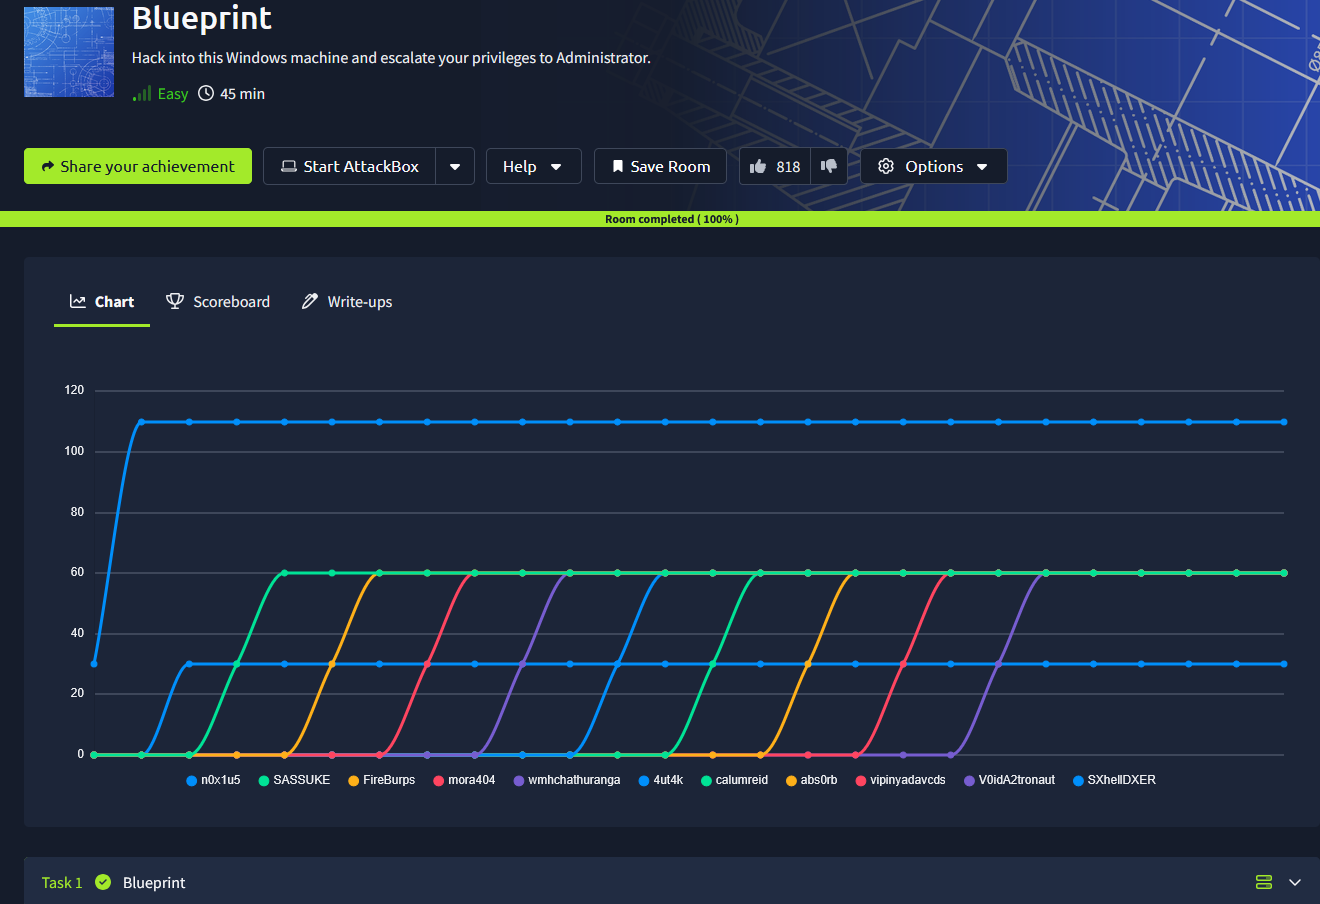 Blueprint
Hack into this Windows machine and escalate your privileges to Administrator.
Easy 45 min
Share your achievement Start AttackBox Help Save Room 818 Options
Room completed ( 100% )
Chart Scoreboard Write-ups
120
100
80
60
40
20
0
n0x1u5 SASSUKE FireBurps mora404 wmhchathuranga 4ut4k calumreid abs0rb vipinyadavcds V0idA2tronaut SXhellDXER
Task 1 Blueprint